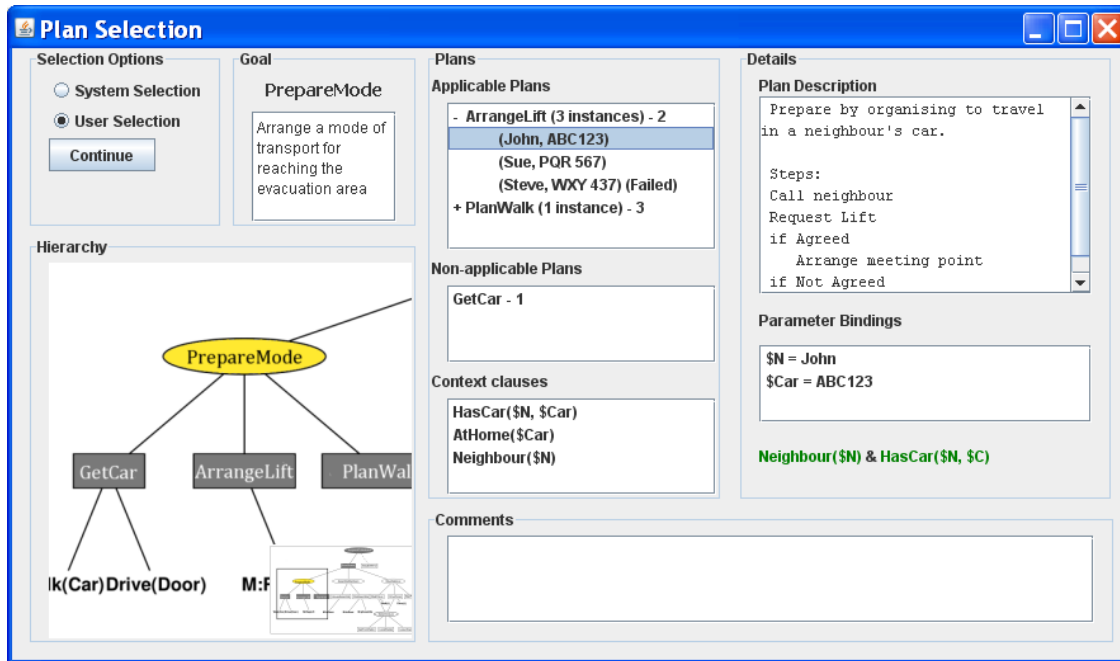 Plan Selection
Selection Options
System Selection
User Selection
Continue
Goal
PrepareMode
Arrange a mode of
transport for
reaching the
evacuation area
Hierarchy
PrepareMode
GetCar
ArrangeLift
PlanWal
lk(Car)
Drive(Door)
M:F
Plans
Applicable Plans
- ArrangeLift (3 instances) - 2
(John, ABC123)
(Sue, PQR 567)
(Steve, WXY 437) (Failed)
+ PlanWalk (1 instance) - 3
Non-applicable Plans
GetCar - 1
Context clauses
HasCar($N, $Car)
AtHome($Car)
Neighbour($N)
Details
Plan Description
Prepare by organising to travel
in a neighbour's car.
Steps:
Call neighbour
Request Lift
if Agreed
Arrange meeting point
if Not Agreed
Parameter Bindings
$N = John
$Car = ABC123
Neighbour($N) & HasCar($N, $C)
Comments